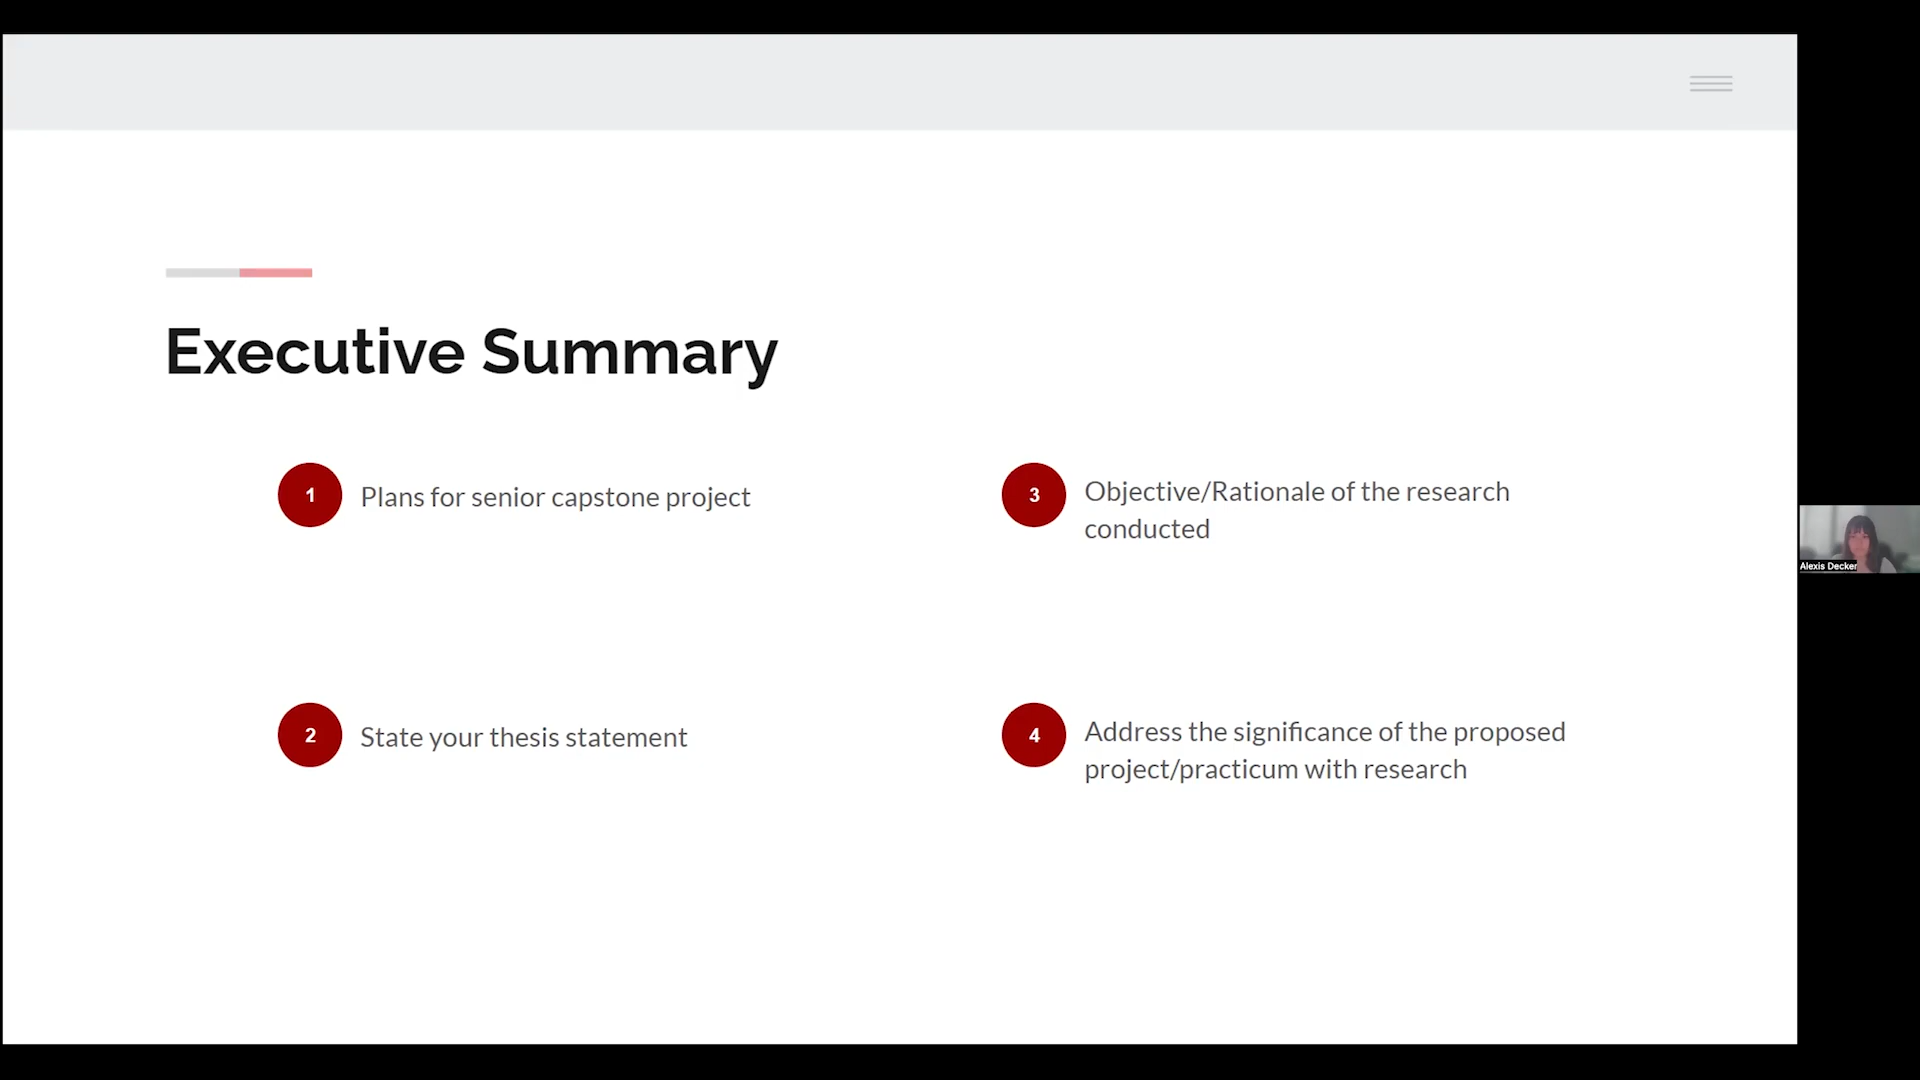 Executive Summary
1
Plans for senior capstone project
2
State your thesis statement
3
Objective/Rationale of the research
conducted
4
Address the significance of the proposed
project/practicum with research
Alexis Decker